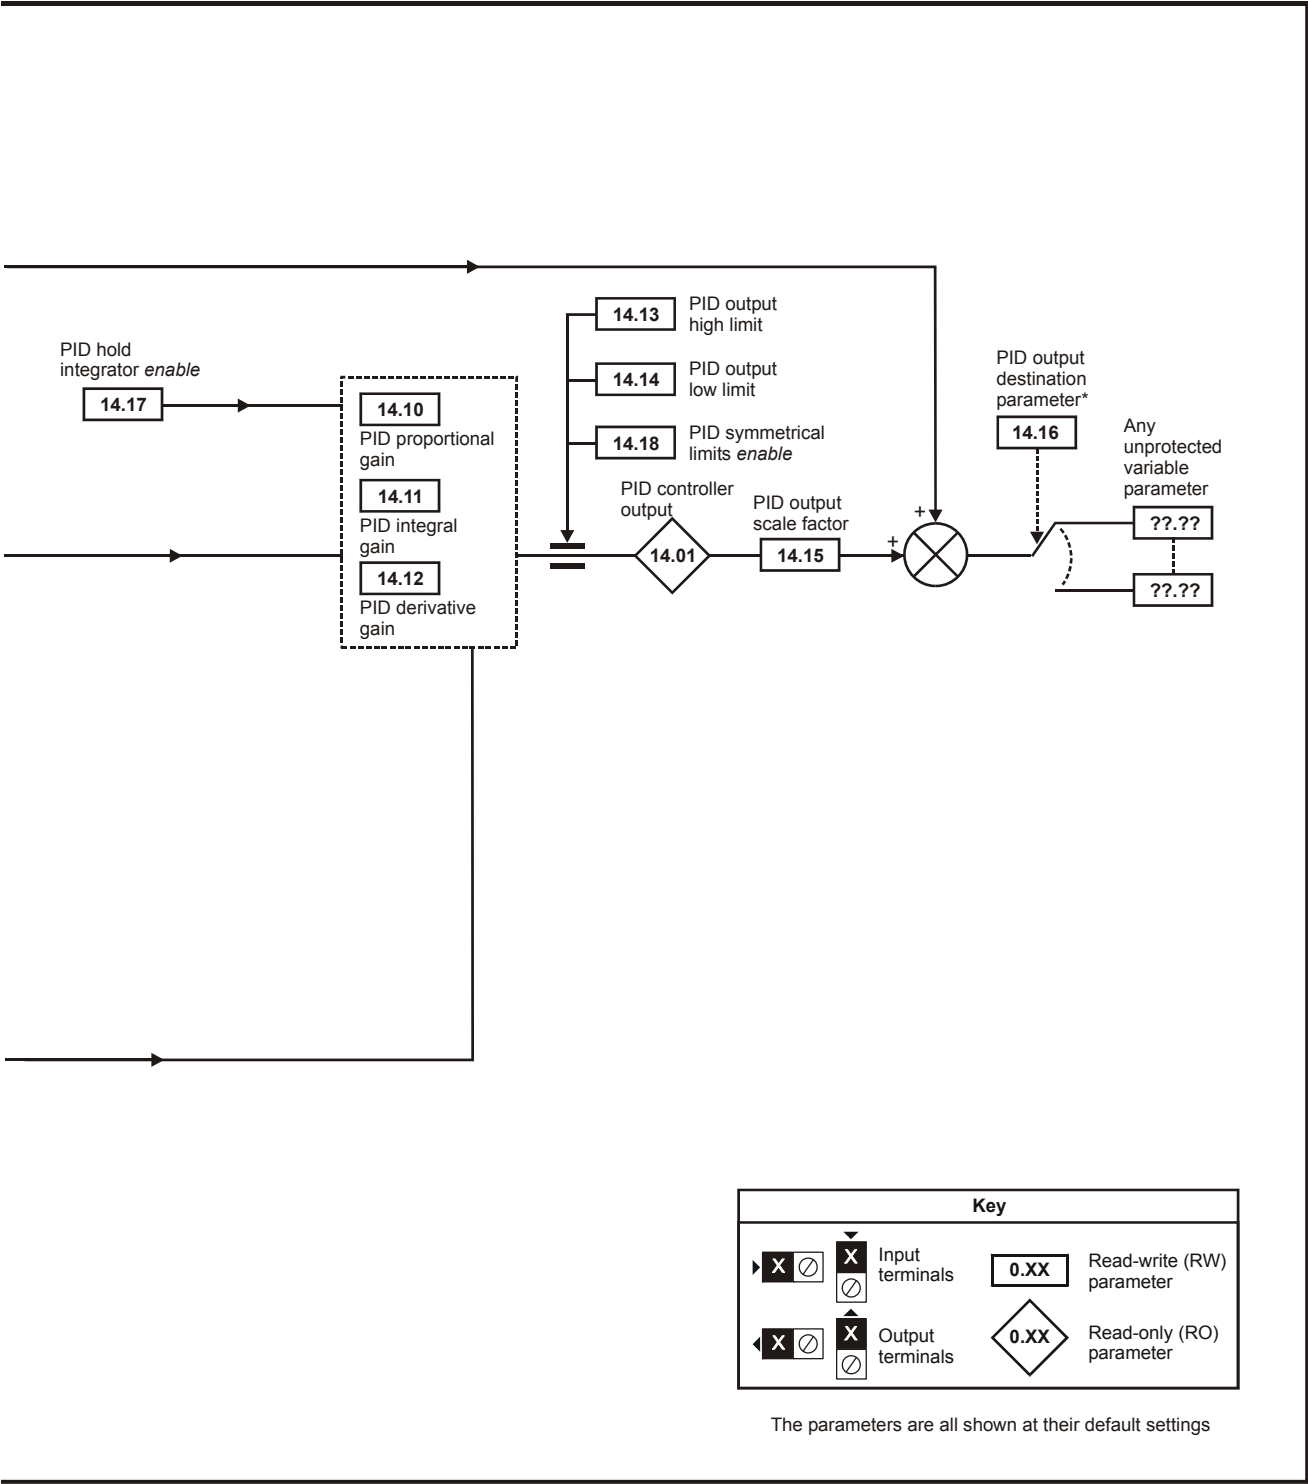 PID hold
integrator enable
14.17
14.10
PID proportional
gain
14.11
PID integral
gain
14.12
PID derivative
gain
14.13
PID output
high limit
14.14
PID output
low limit
14.18
PID symmetrical
limits enable
PID controller
output
14.01
PID output
scale factor
14.15
+
+
PID output
destination
parameter*
14.16
Any
unprotected
variable
parameter
??.??
??.??
Key
X
X
Input
terminals
0.XX
Read-write (RW)
parameter
X
X
Output
terminals
0.XX
Read-only (RO)
parameter
The parameters are all shown at their default settings